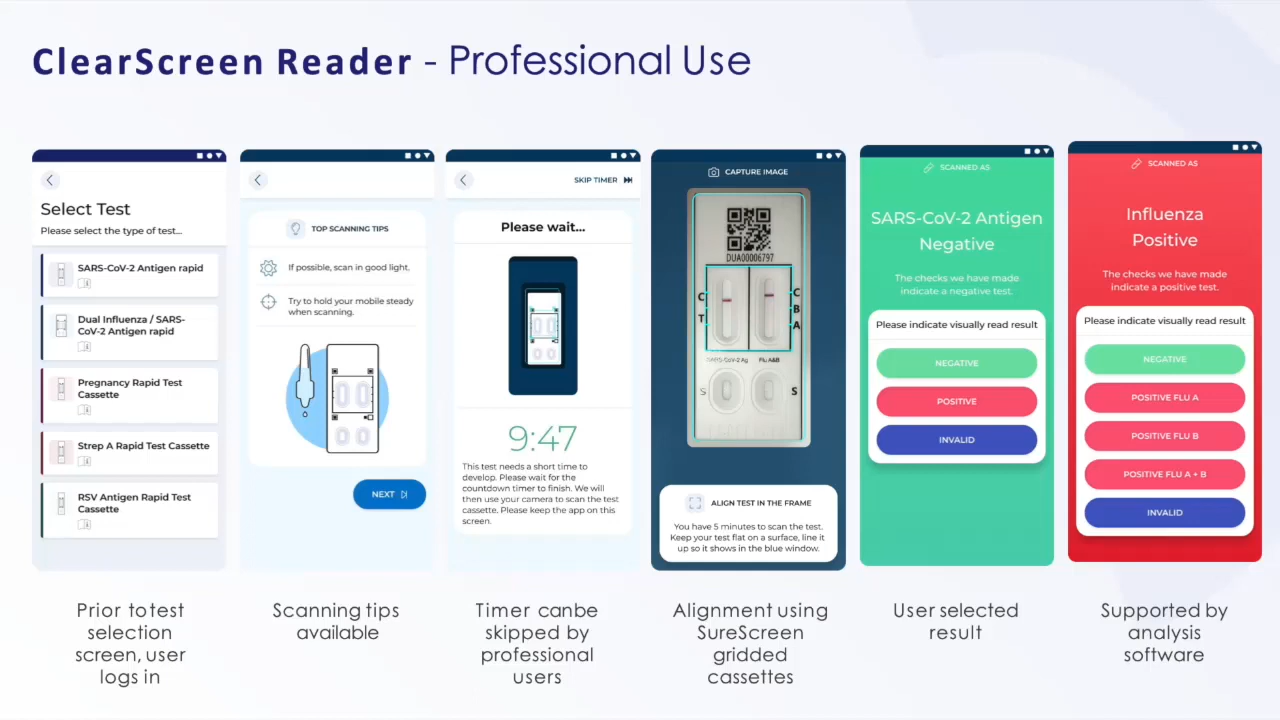 ClearScreen Reader - Professional Use
Select Test
Please select the type of test...
SARS-CoV-2 Antigen rapid
Dual Influenza / SARS-
CoV-2 Antigen rapid
Pregnancy Rapid Test
Cassette
Strep A Rapid Test Cassette
RSV Antigen Rapid Test
Cassette
TOP SCANNING TIPS
If possible, scan in good light.
Try to hold your mobile steady
when scanning.
NEXT
SKIP TIMER
Please wait...
9:47
This test needs a short time to
develop. Please wait for the
countdown timer to finish. We will
then use your camera to scan the test
cassette. Please keep the app on this
screen.
CAPTURE IMAGE
DUA00006797
C
T
C
B
A
SARS-CoV-2 Ag
Flu A&B
S
S
ALIGN TEST IN THE FRAME
You have 5 minutes to scan the test.
Keep your test flat on a surface, line it
up so it shows in the blue window.
SCANNED AS
SARS-CoV-2 Antigen
Negative
The checks we have made
indicate a negative test.
Please indicate visually read result
NEGATIVE
POSITIVE
INVALID
SCANNED AS
Influenza
Positive
The checks we have made
indicate a positive test.
Please indicate visually read result
NEGATIVE
POSITIVE FLU A
POSITIVE FLU B
POSITIVE FLU A + B
INVALID
Prior to test
selection
screen, user
logs in
Scanning tips
available
Timer canbe
skipped by
professional
users
Alignment using
SureScreen
gridded
cassettes
User selected
result
Supported by
analysis
software